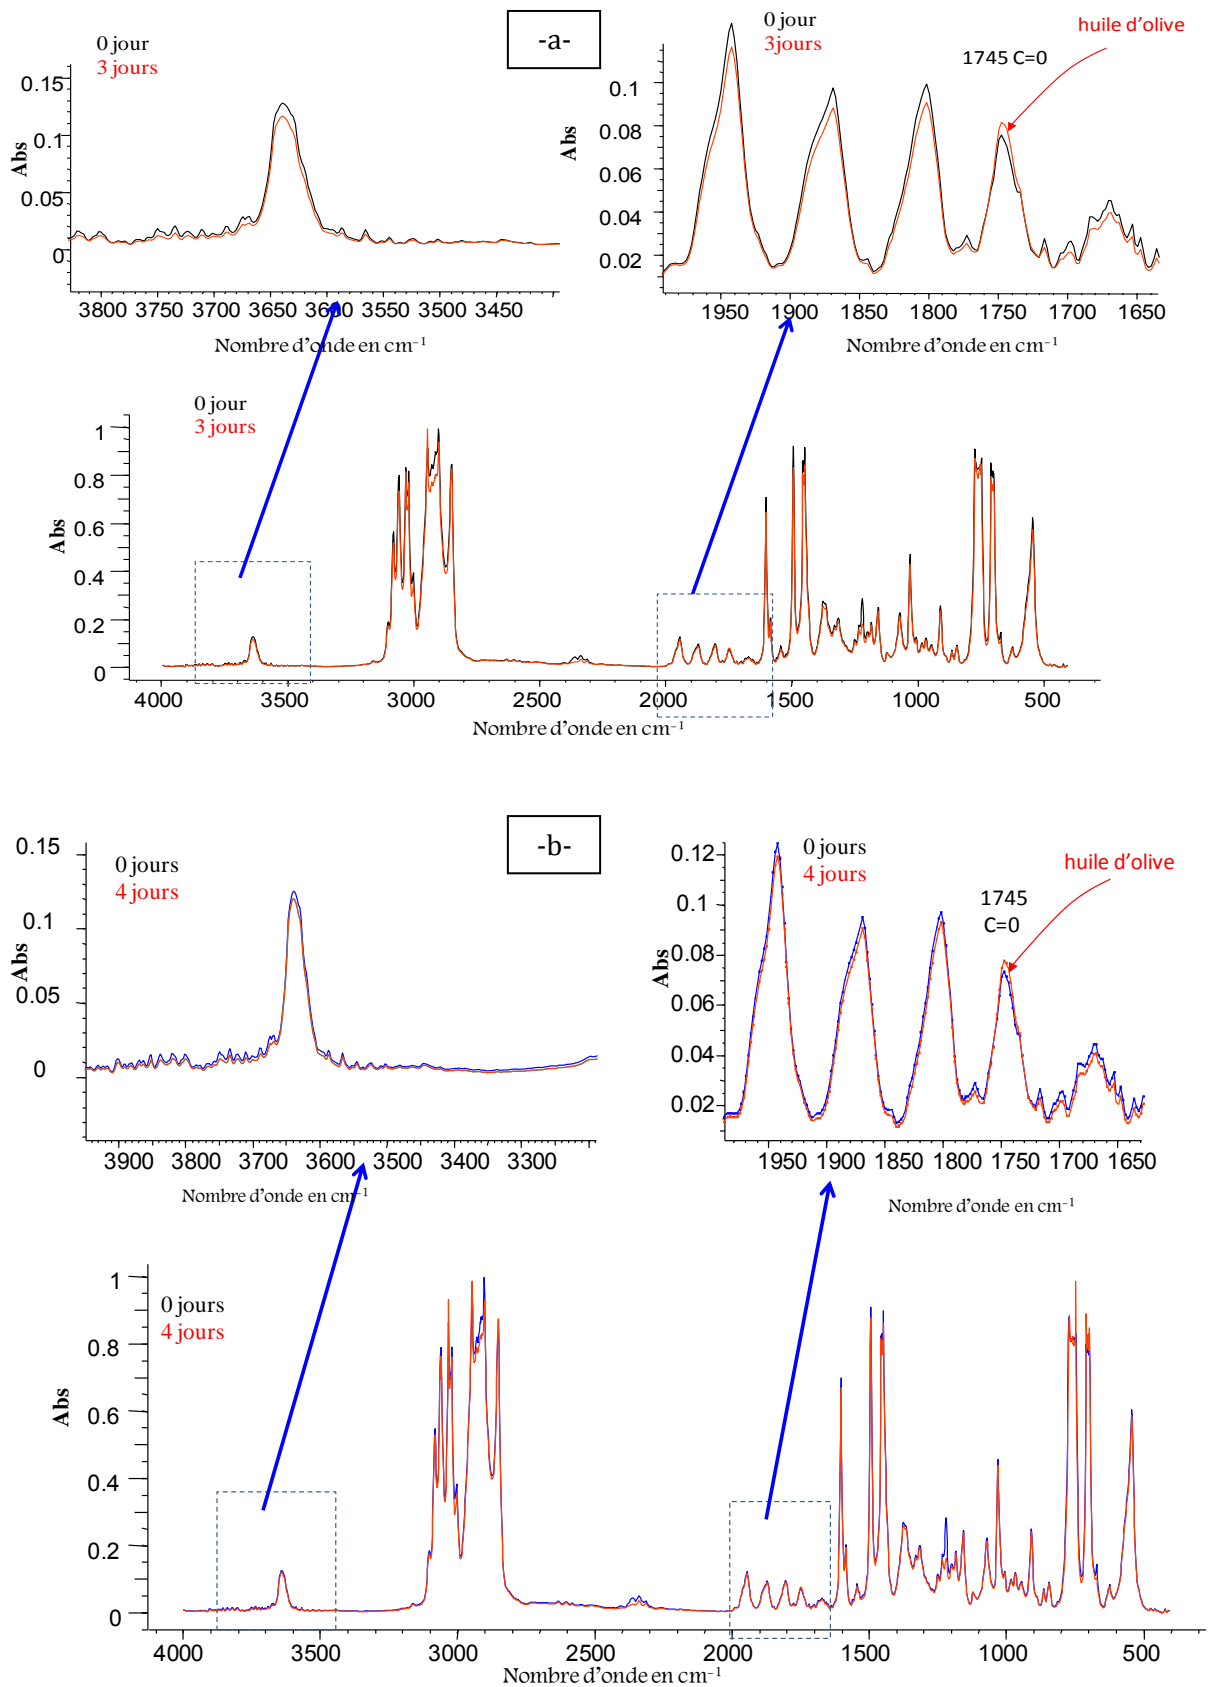 -a-
0 jour
3 jours
0.15
0.1
0.05
0
Abs
3800 3750 3700 3650 3600 3550 3500 3450
Nombre d'onde en cm-1
0 jour
3jours
huile d'olive
1745 C=0
0.1
0.08
0.06
0.04
0.02
Abs
1950 1900 1850 1800 1750 1700 1650
Nombre d'onde en cm-1
0 jour
3 jours
1
0.8
0.6
0.4
0.2
0
Abs
4000 3500 3000 2500 2000 1500 1000 500
Nombre d'onde en cm-1
-b-
0 jours
4 jours
0.15
0.1
0.05
0
Abs
3900 3800 3700 3600 3500 3400 3300
Nombre d'onde en cm-1
0 jours
4 jours
huile d'olive
1745
C=0
0.12
0.1
0.08
0.06
0.04
0.02
Abs
1950 1900 1850 1800 1750 1700 1650
Nombre d'onde en cm-1
0 jours
4 jours
1
0.8
0.6
0.4
0.2
0
Abs
4000 3500 3000 2500 2000 1500 1000 500
Nombre d'onde en cm-1